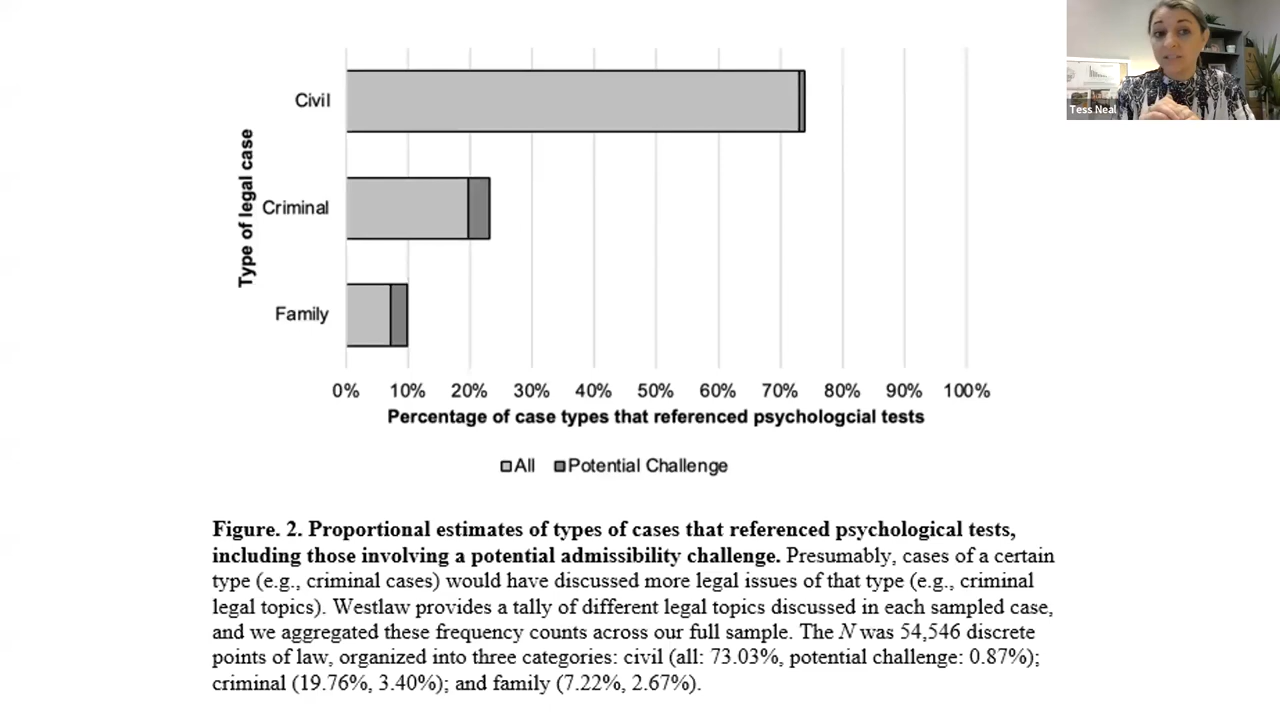 Tess Neal
Civil
Criminal
Family
Type of legal case
0% 10% 20% 30% 40% 50% 60% 70% 80% 90% 100%
Percentage of case types that referenced psychologcial tests
All Potential Challenge
Figure. 2. Proportional estimates of types of cases that referenced psychological tests,
including those involving a potential admissibility challenge. Presumably, cases of a certain
type (e.g., criminal cases) would have discussed more legal issues of that type (e.g., criminal
legal topics). Westlaw provides a tally of different legal topics discussed in each sampled case,
and we aggregated these frequency counts across our full sample. The N was 54,546 discrete
points of law, organized into three categories: civil (all: 73.03%, potential challenge: 0.87%);
criminal (19.76%, 3.40%); and family (7.22%, 2.67%).